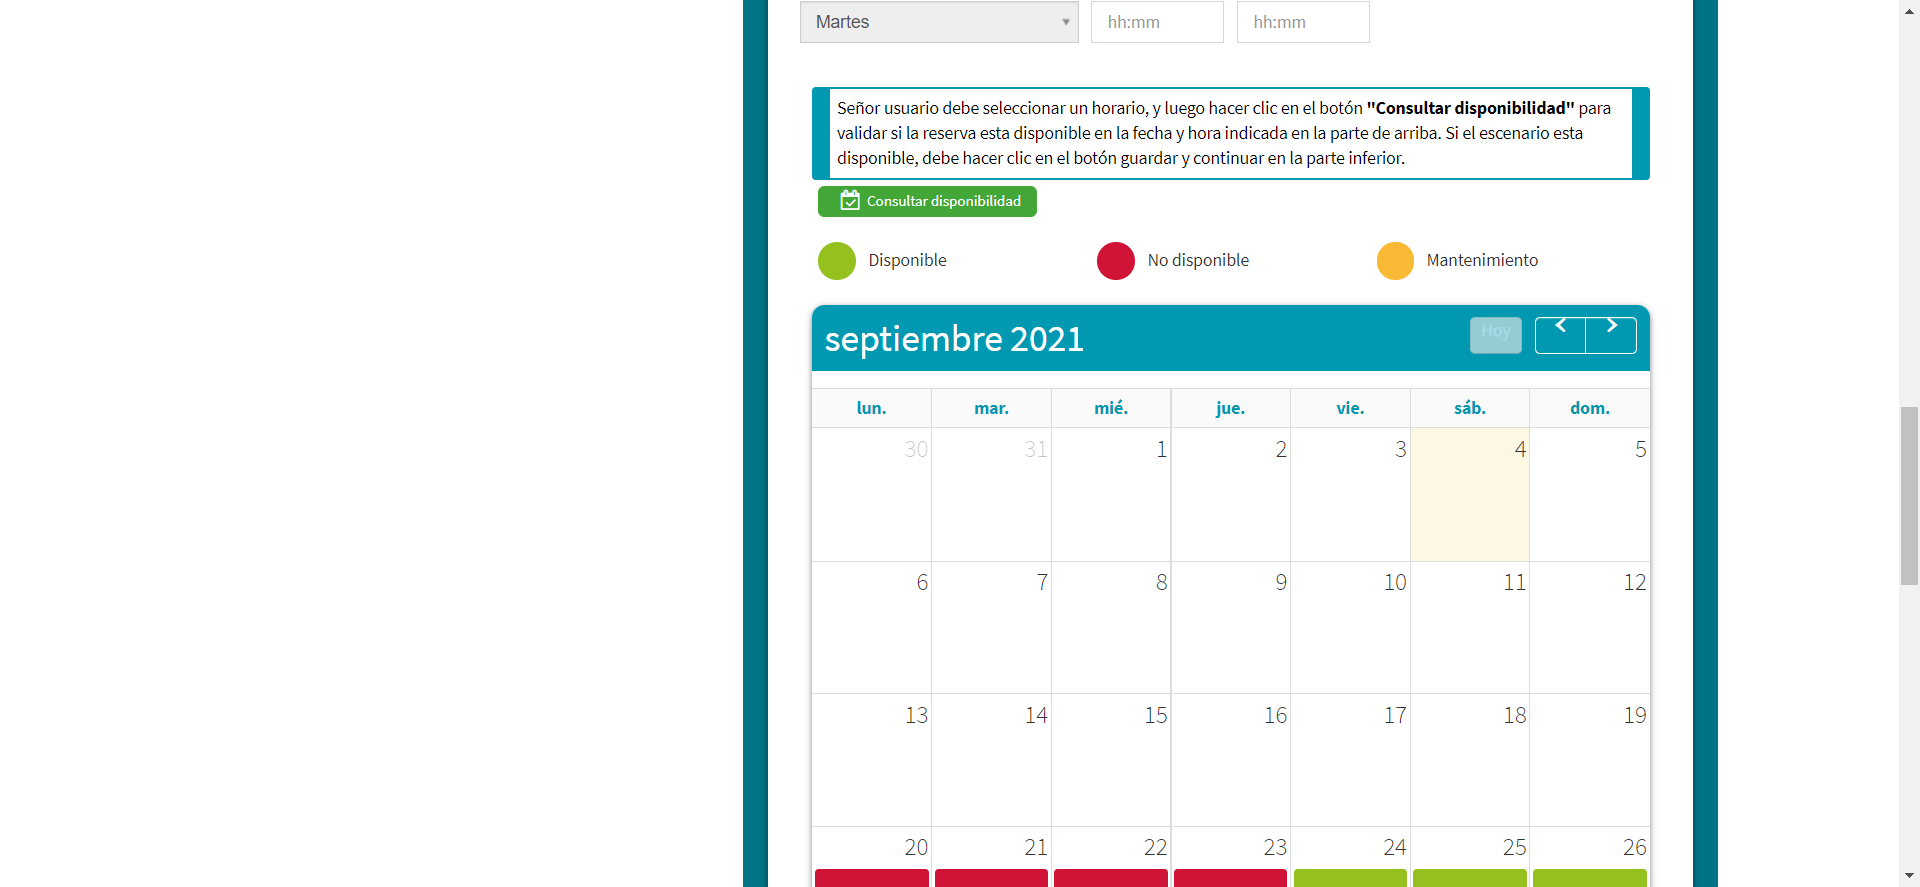 Martes hh:mm hh:mm
Señor usuario debe seleccionar un horario, y luego hacer clic en el botón "Consultar disponibilidad" para
validar si la reserva esta disponible en la fecha y hora indicada en la parte de arriba. Si el escenario esta
disponible, debe hacer clic en el botón guardar y continuar en la parte inferior.
Consultar disponibilidad
Disponible No disponible Mantenimiento
septiembre 2021 Hoy
lun. mar. mié. jue. vie. sáb. dom.
30 31 1 2 3 4 5
6 7 8 9 10 11 12
13 14 15 16 17 18 19
20 21 22 23 24 25 26